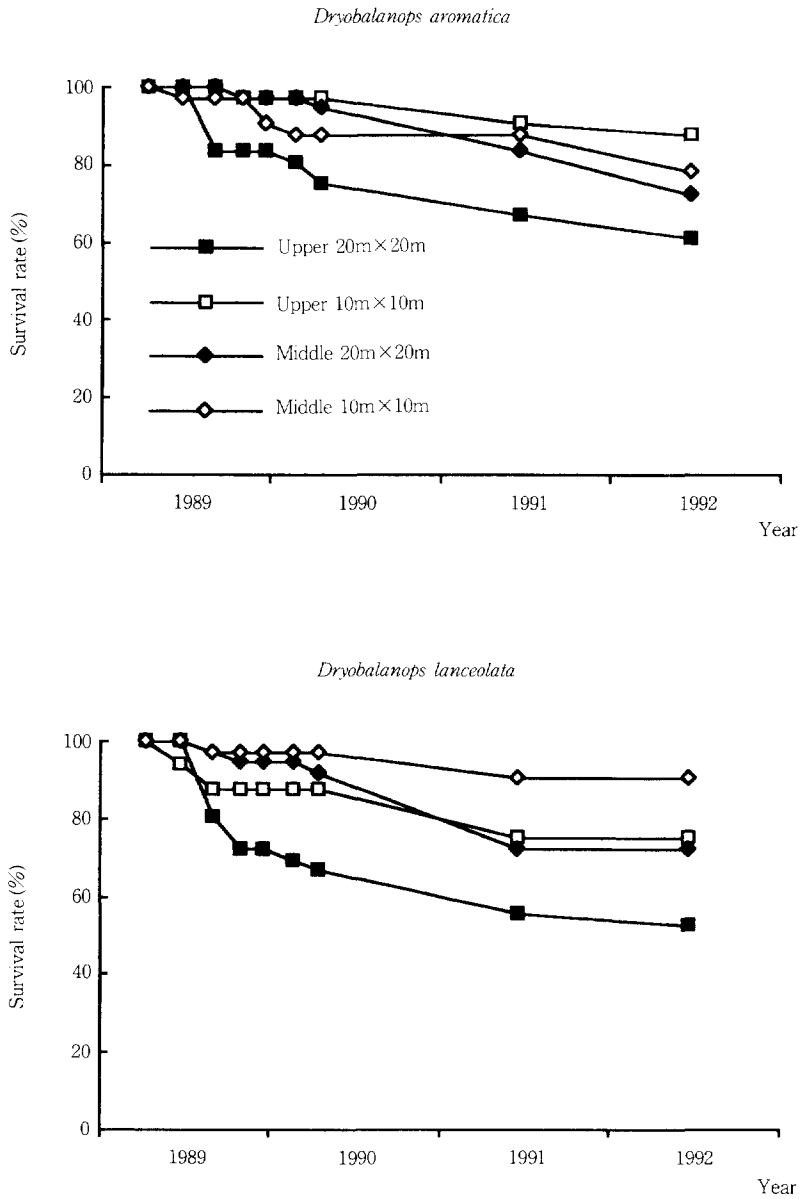 Dryobalanops aromatica
100
80
60
40
20
0
Survival rate (%)
Upper 20m×20m
Upper 10m×10m
Middle 20m×20m
Middle 10m×10m
1989 1990 1991 1992
Year
Dryobalanops lanceolata
100
80
60
40
20
0
Survival rate (%)
1989 1990 1991 1992
Year